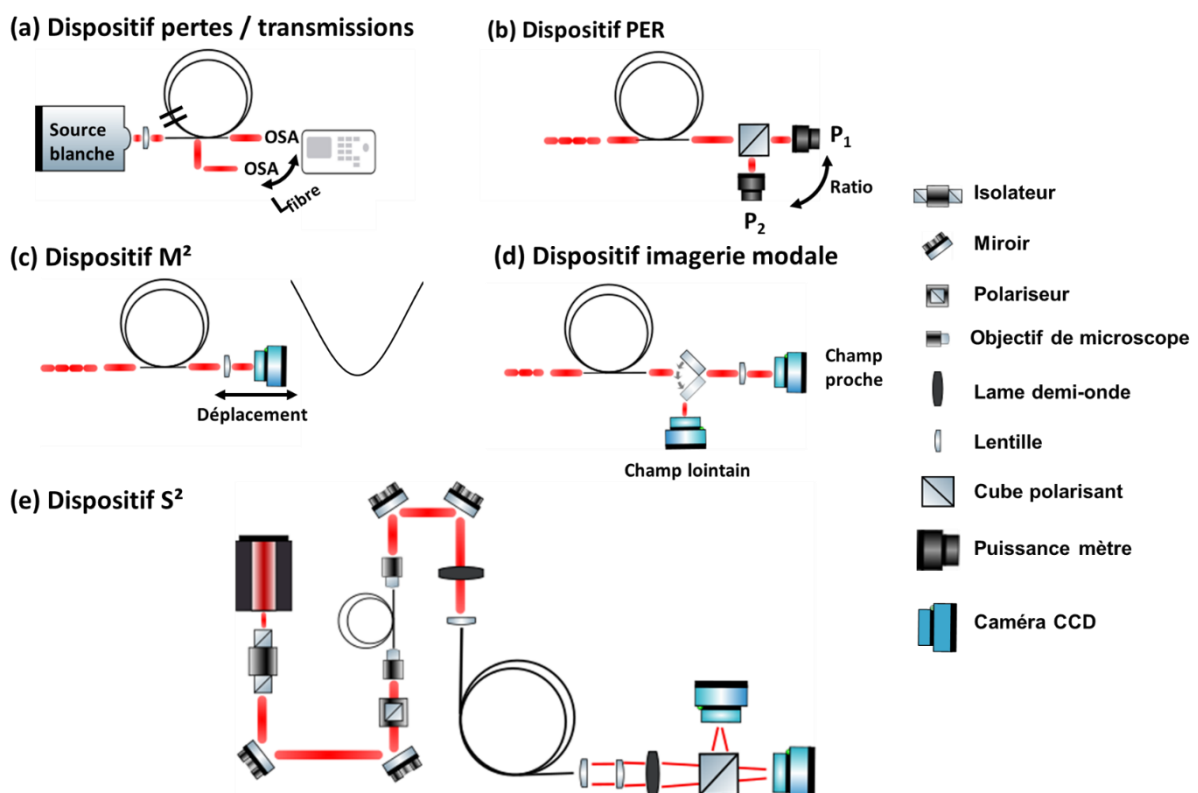 (a) Dispositif pertes / transmissions
Source
blanche
OSA
OSA
Lfibre
(b) Dispositif PER
P1
Ratio
P2
(c) Dispositif M²
Déplacement
(d) Dispositif imagerie modale
Champ
proche
Champ lointain
(e) Dispositif S²
Isolateur
Miroir
Polariseur
Objectif de microscope
Lame demi-onde
Lentille
Cube polarisant
Puissance mètre
Caméra CCD